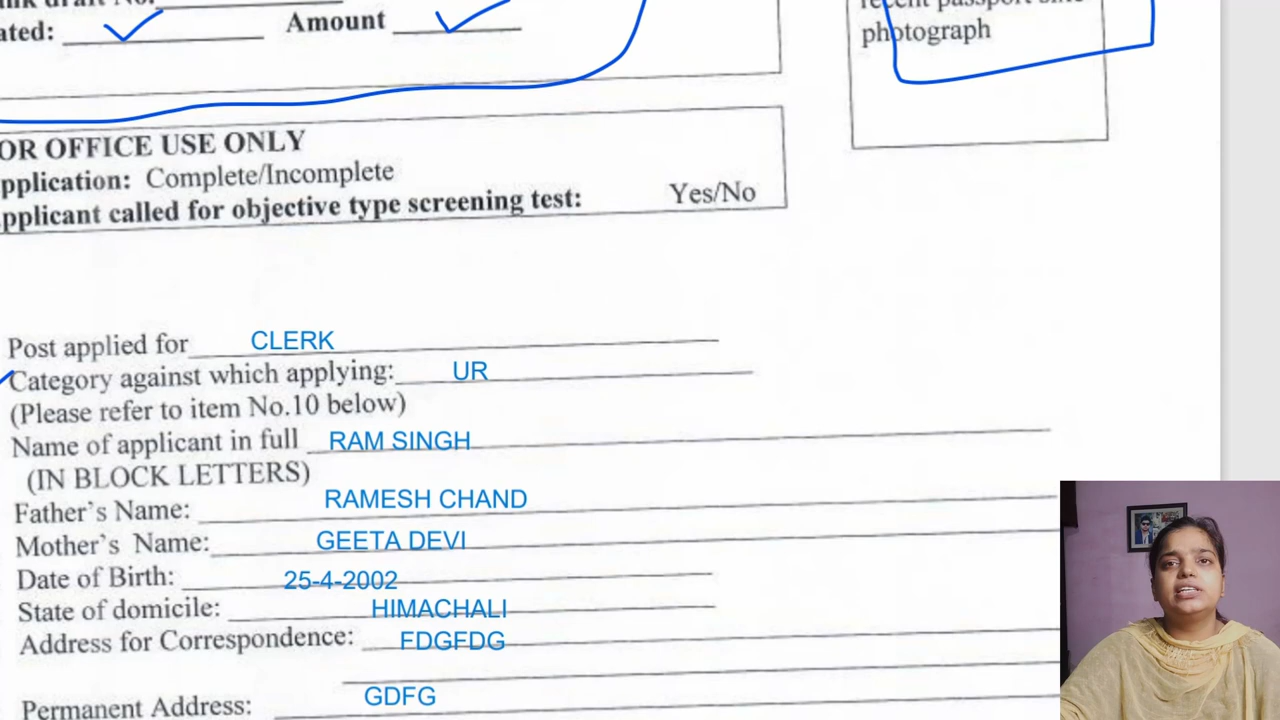 ated: Amount
photograph
OR OFFICE USE ONLY
pplication: Complete/Incomplete
pplicant called for objective type screening test: Yes/No
Post applied for CLERK
Category against which applying: UR
(Please refer to item No.10 below)
Name of applicant in full RAM SINGH
(IN BLOCK LETTERS)
Father's Name: RAMESH CHAND
Mother's Name: GEETA DEVI
Date of Birth: 25-4-2002
State of domicile: HIMACHALI
Address for Correspondence: FDGFDG
Permanent Address: GDFG